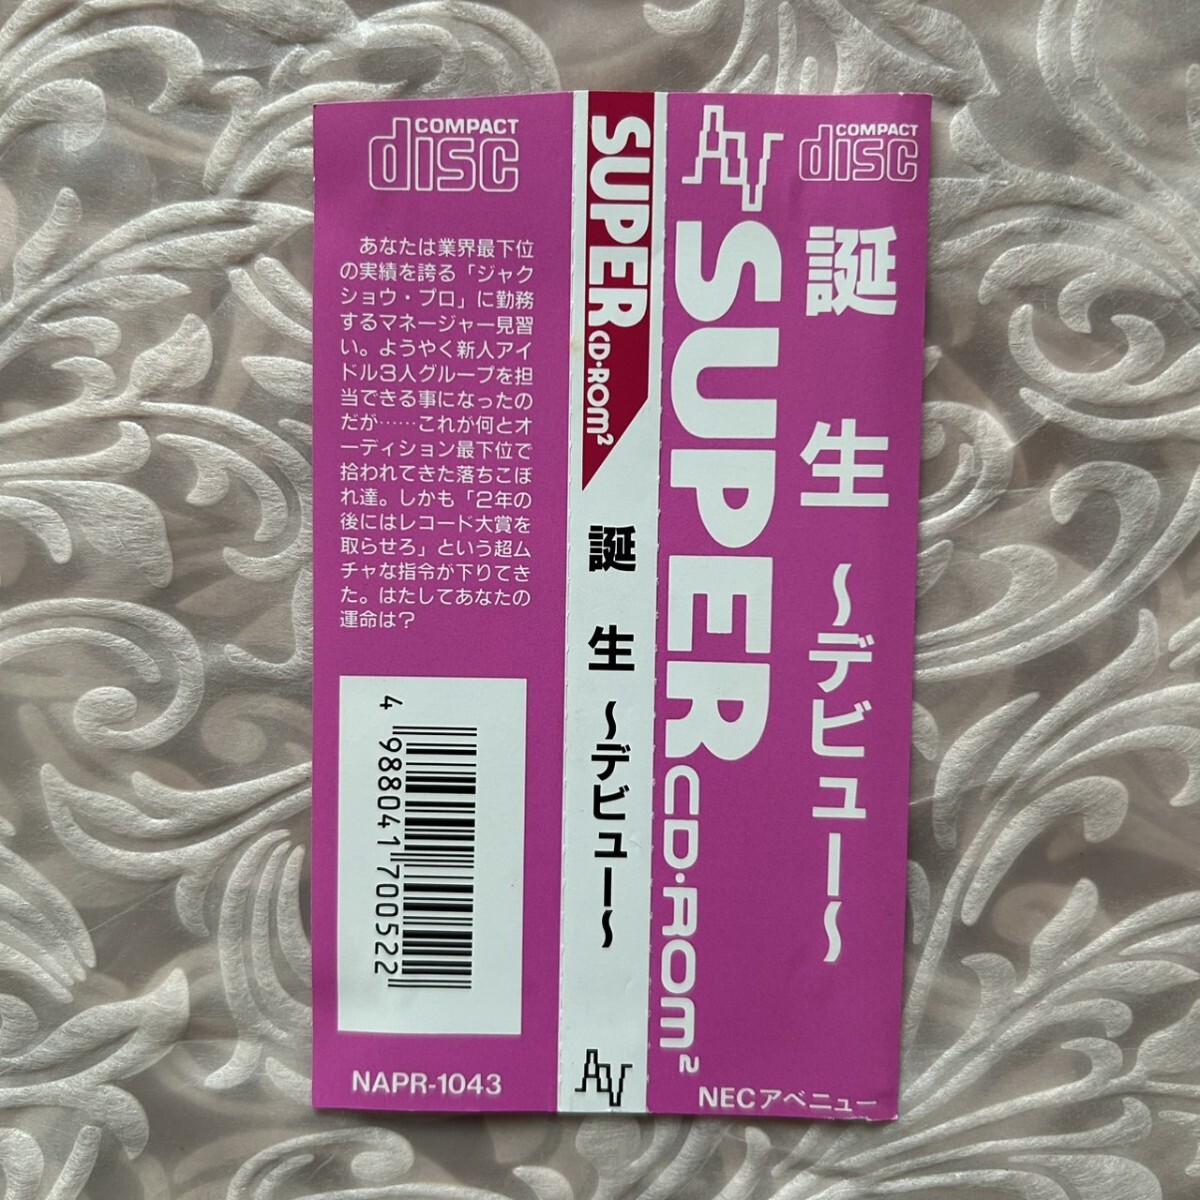 COMPACT
disc
あなたは業界最下位
の実績を誇る「ジャク
ショウ・プロ」に勤務
するマネージャー見習
い。ようやく新人アイ
ドル3人グループを担
当できる事になったの
だが……これが何とオ
ーディション最下位で
拾われてきた落ちこぼ
れ達。しかも「2年の
後にはレコード大賞を
取らせろ」という超ム
チャな指令が下りてき
た。はたしてあなたの
運命は？
4 988041 700522
NAPR-1043
SUPER CD-ROM²
誕生 ～デビュー～
AV
AV
COMPACT
disc
SUPER CD-ROM²
誕生 ～デビュー～
NECアベニュー